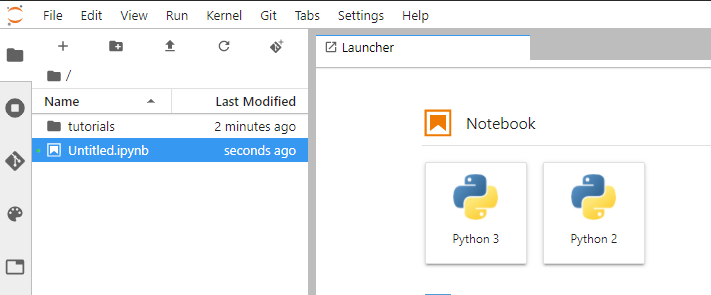 File Edit View Run Kernel Git Tabs Settings Help
Launcher
/
Name Last Modified
tutorials 2 minutes ago
Untitled.ipynb seconds ago
Notebook
Python 3 Python 2